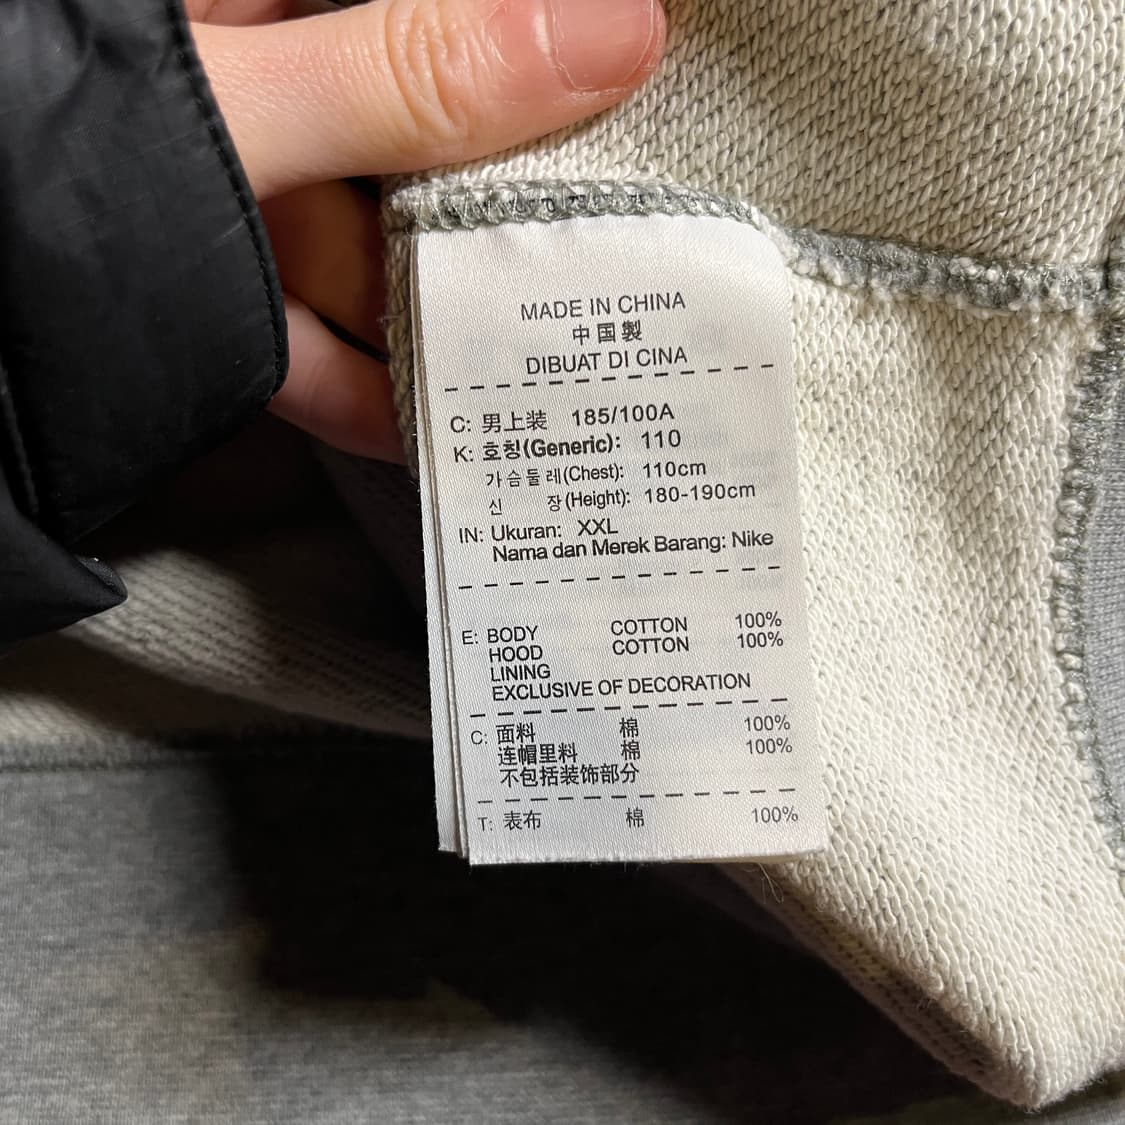 MADE IN CHINA
中国製
DIBUAT DI CINA
C: 男上装 185/100A
K: 호칭(Generic): 110
가슴둘레(Chest): 110cm
신 장(Height): 180-190cm
IN: Ukuran: XXL
Nama dan Merek Barang: Nike
E: BODY COTTON 100%
HOOD COTTON 100%
LINING
EXCLUSIVE OF DECORATION
C: 面料 棉 100%
连帽里料 棉 100%
不包括装饰部分
T: 表布 棉 100%